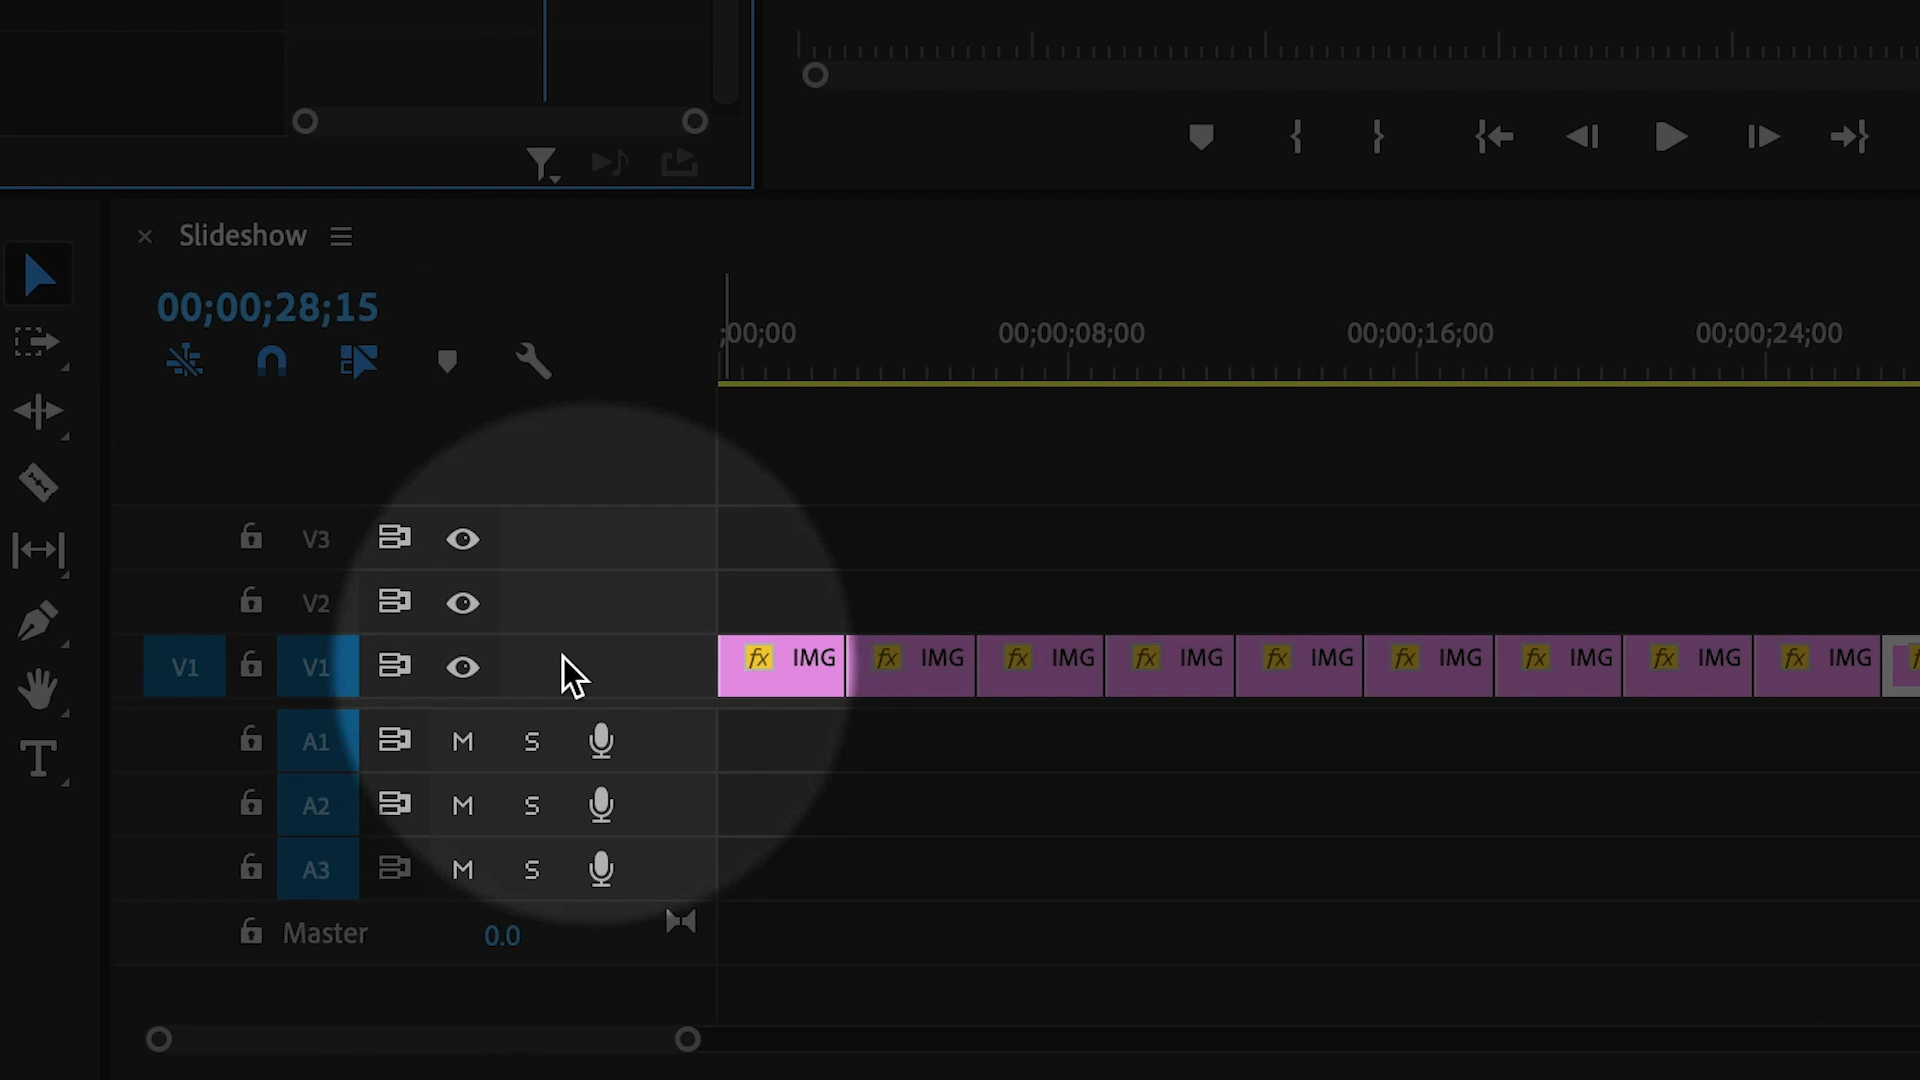 Slideshow
00;00;28;15
;00;00 00;00;08;00 00;00;16;00 00;00;24;00
V3
V2
V1 V1 fx IMG fx IMG fx IMG fx IMG fx IMG fx IMG fx IMG fx IMG fx IMG
A1 M S
A2 M S
A3 M S
Master 0.0